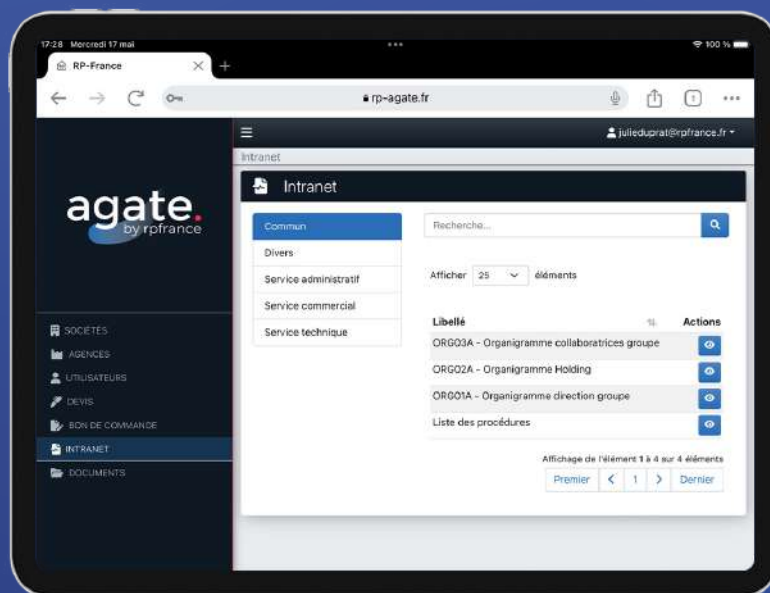 17:28 Mercredi 17 mai
100 %
RP-France
rp-agate.fr
1
julieduprat@rpfrance.fr
Intranet
Intranet
agate.
by rpfrance
SOCIÉTÉS
AGENCES
UTILISATEURS
DEVIS
BON DE COMMANDE
INTRANET
DOCUMENTS
Commun
Divers
Service administratif
Service commercial
Service technique
Recherche...
Afficher 25 éléments
Libellé Actions
ORG03A - Organigramme collaboratrices groupe
ORG02A - Organigramme Holding
ORG01A - Organigramme direction groupe
Liste des procédures
Affichage de l'élément 1 à 4 sur 4 éléments
Premier 1 Dernier